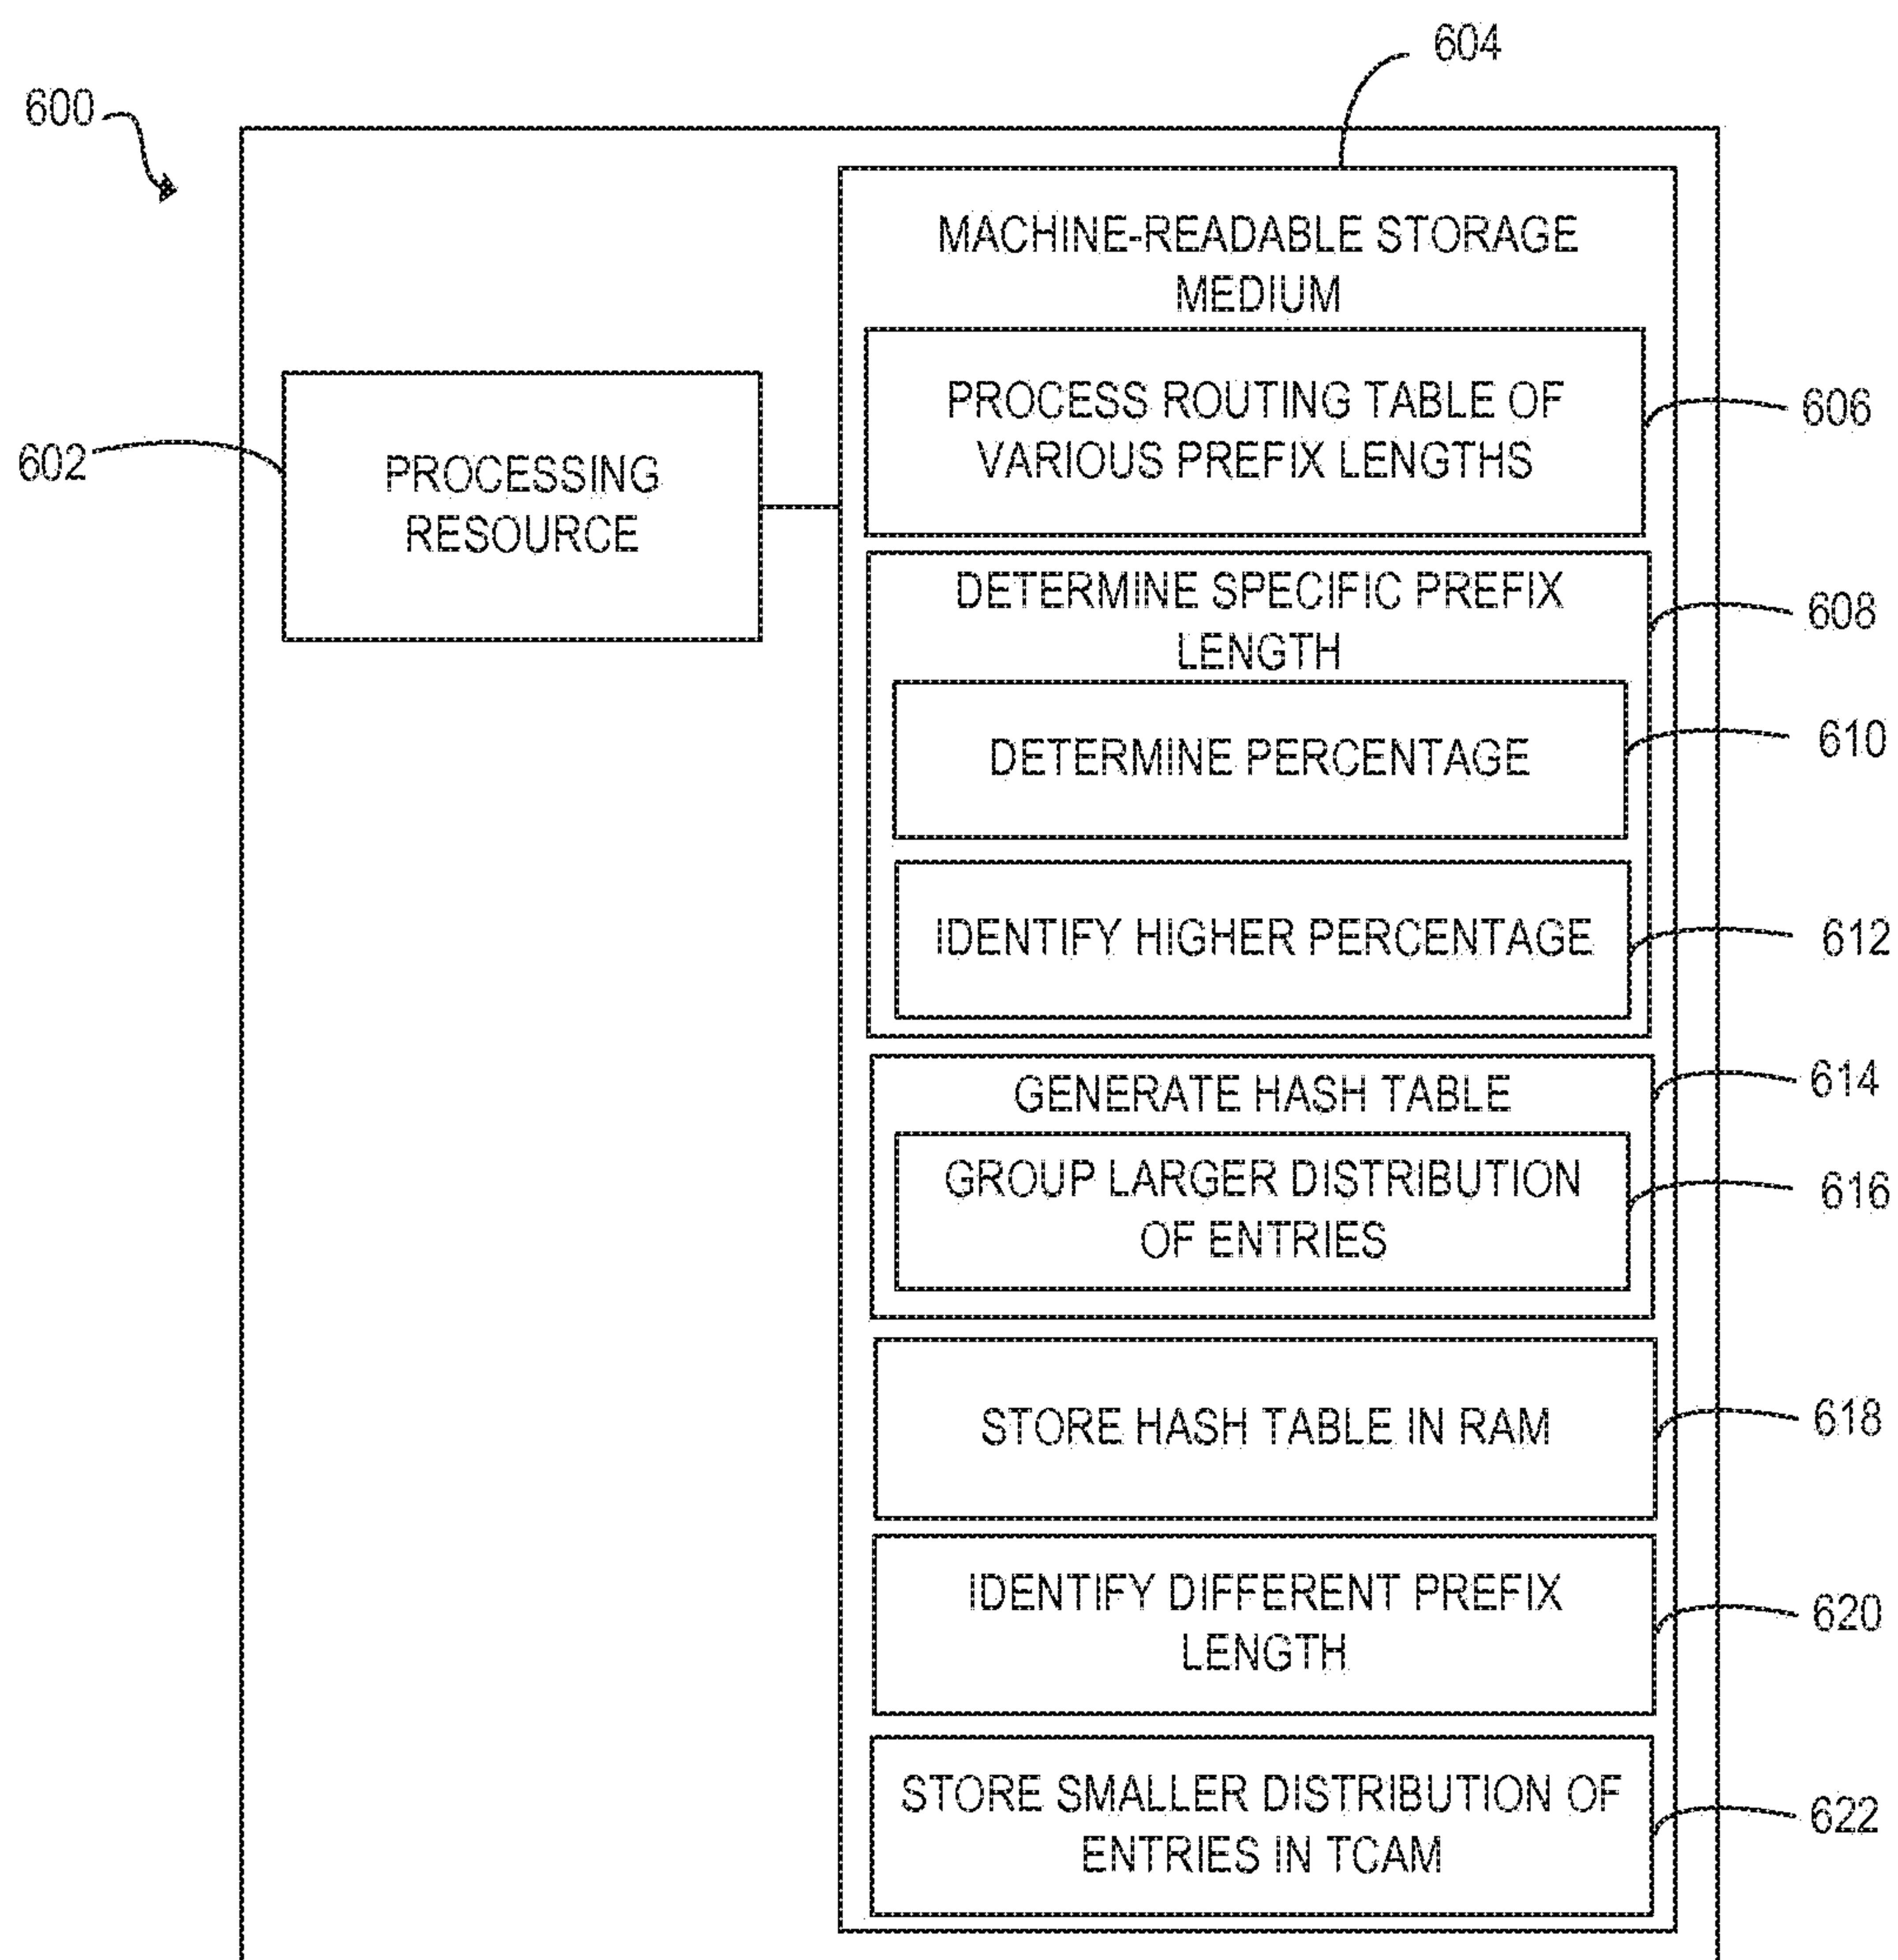 604
600
MACHINE-READABLE STORAGE
MEDIUM
PROCESS ROUTING TABLE OF
VARIOUS PREFIX LENGTHS
606
602
PROCESSING
RESOURCE
DETERMINE SPECIFIC PREFIX
LENGTH
608
DETERMINE PERCENTAGE
610
IDENTIFY HIGHER PERCENTAGE
612
GENERATE HASH TABLE
614
GROUP LARGER DISTRIBUTION
OF ENTRIES
616
STORE HASH TABLE IN RAM
618
IDENTIFY DIFFERENT PREFIX
LENGTH
620
STORE SMALLER DISTRIBUTION OF
ENTRIES IN TCAM
622